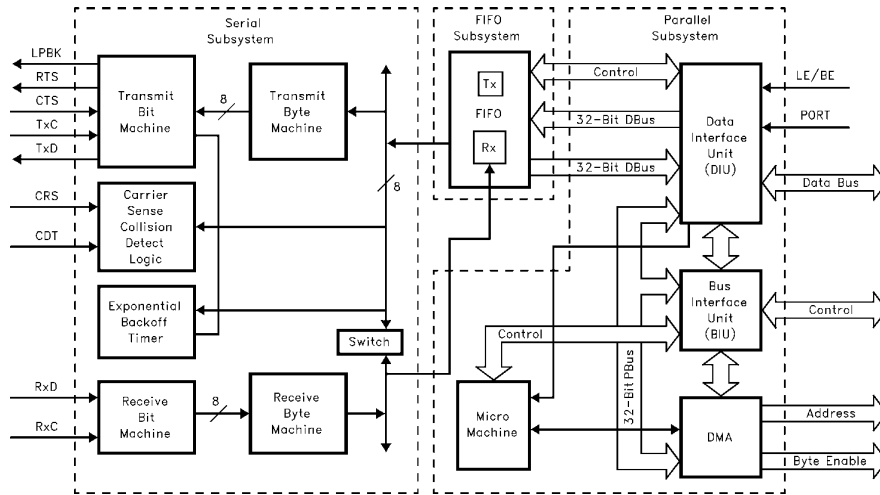 Serial
Subsystem
FIFO
Subsystem
Parallel
Subsystem
LPBK
RTS
CTS
TxC
TxD
Transmit
Bit
Machine
8
Transmit
Byte
Machine
Tx
FIFO
Rx
Control
32-Bit DBus
32-Bit DBus
Data
Interface
Unit
(DIU)
LE/BE
PORT
Data Bus
8
CRS
CDT
Carrier
Sense
Collision
Detect
Logic
Exponential
Backoff
Timer
Switch
Control
32-Bit PBus
Bus
Interface
Unit
(BIU)
Control
RxD
RxC
Receive
Bit
Machine
8
Receive
Byte
Machine
Micro
Machine
DMA
Address
Byte Enable